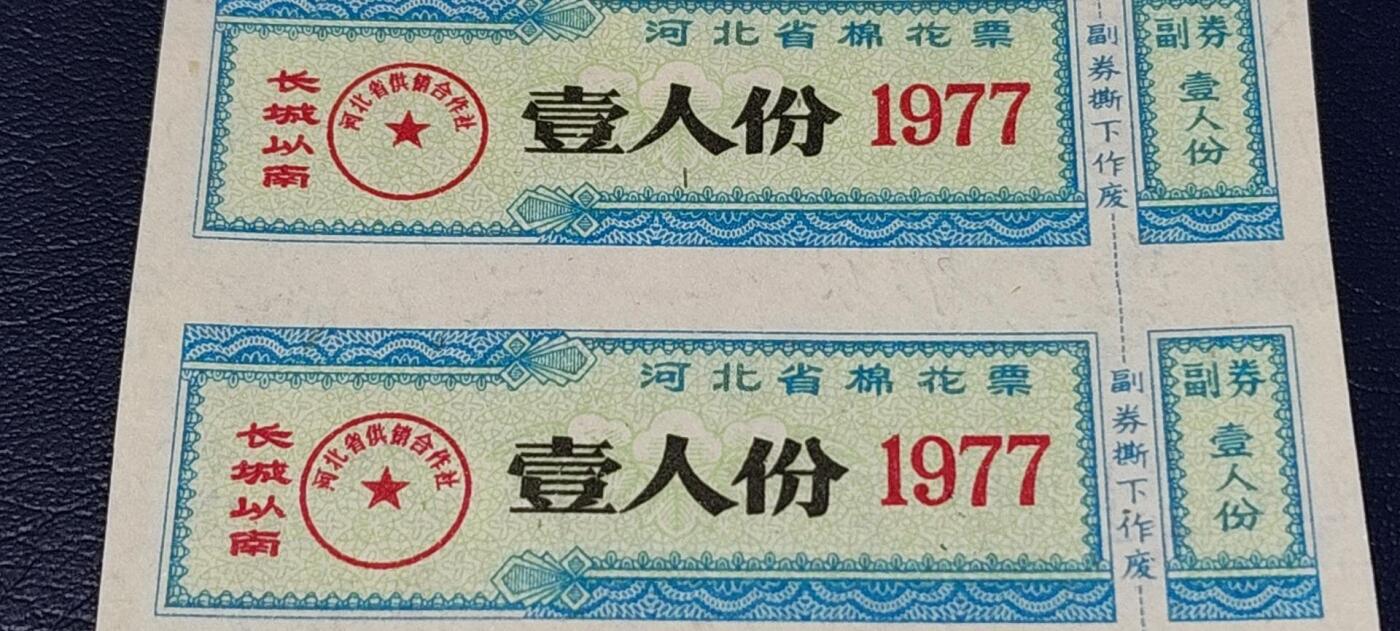 河北省棉花票
长城以南
河北省供销合作社
壹人份 1977
副券撕下作废
副券
壹人份
河北省棉花票
长城以南
河北省供销合作社
壹人份 1977
副券撕下作废
副券
壹人份